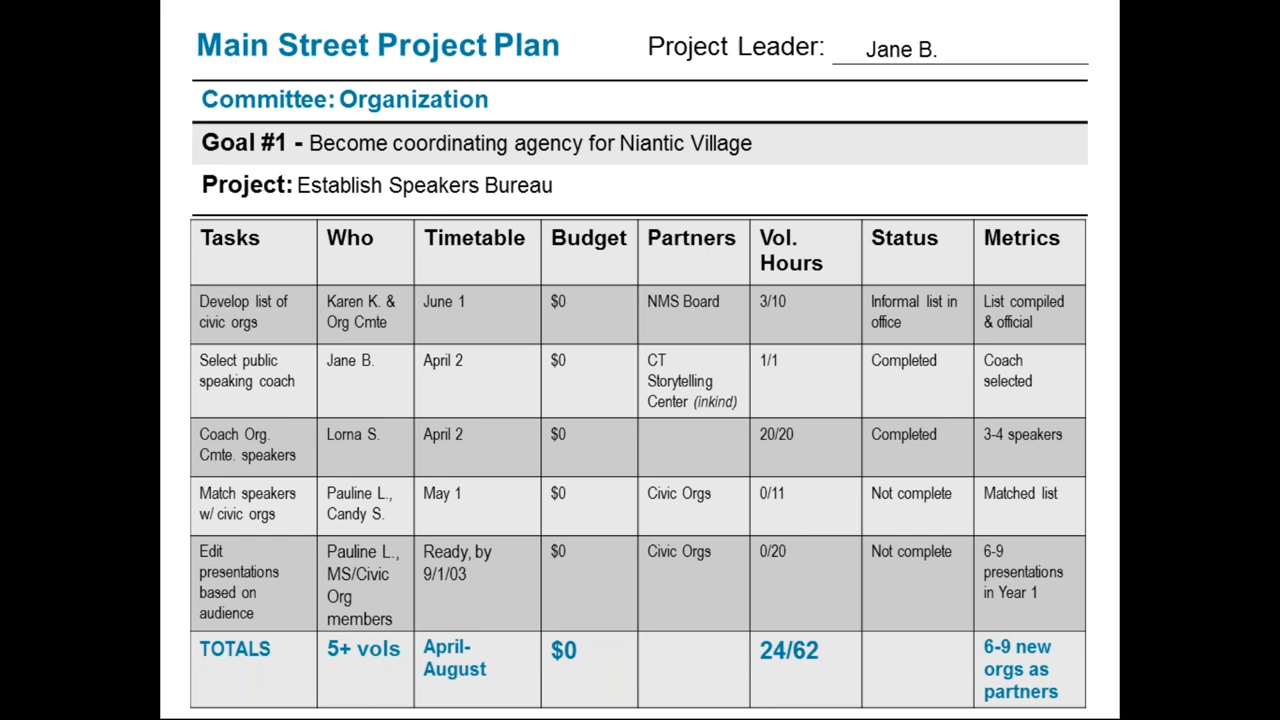 Main Street Project Plan
Project Leader: Jane B.
Committee: Organization
Goal #1 - Become coordinating agency for Niantic Village
Project: Establish Speakers Bureau
Tasks Who Timetable Budget Partners Vol. Hours Status Metrics
Develop list of civic orgs Karen K. & Org Cmte June 1 $0 NMS Board 3/10 Informal list in office List compiled & official
Select public speaking coach Jane B. April 2 $0 CT Storytelling Center (inkind) 1/1 Completed Coach selected
Coach Org. Cmte. speakers Lorna S. April 2 $0 20/20 Completed 3-4 speakers
Match speakers w/ civic orgs Pauline L., Candy S. May 1 $0 Civic Orgs 0/11 Not complete Matched list
Edit presentations based on audience Pauline L., MS/Civic Org members Ready, by 9/1/03 $0 Civic Orgs 0/20 Not complete 6-9 presentations in Year 1
TOTALS 5+ vols April-August $0 24/62 6-9 new orgs as partners